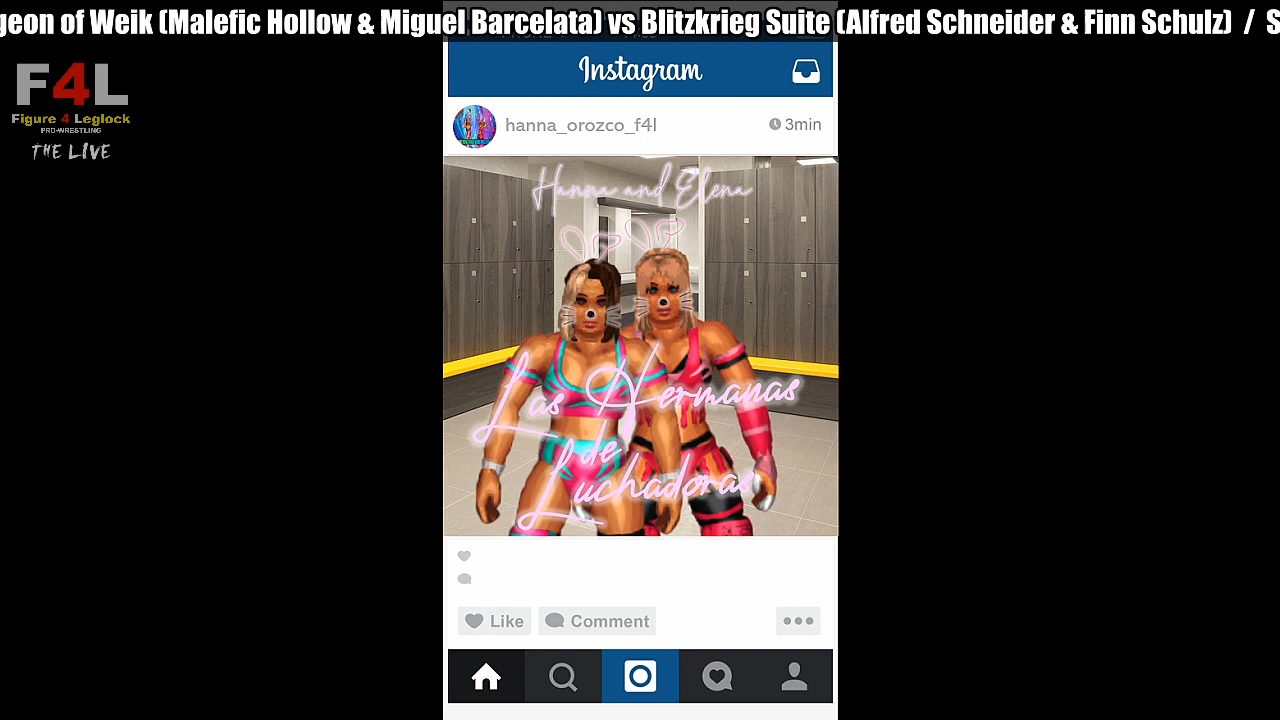 geon of Weik (Malefic Hollow & Miguel Barcelata) vs Blitzkrieg Suite (Alfred Schneider & Finn Schulz) / S
F4L
Figure 4 Leglock
PRO-WRESTLING
THE LIVE
Instagram
hanna_orozco_f4l
3min
Hanna and Elena
Las Hermanas
de
Luchadoras
Like
Comment